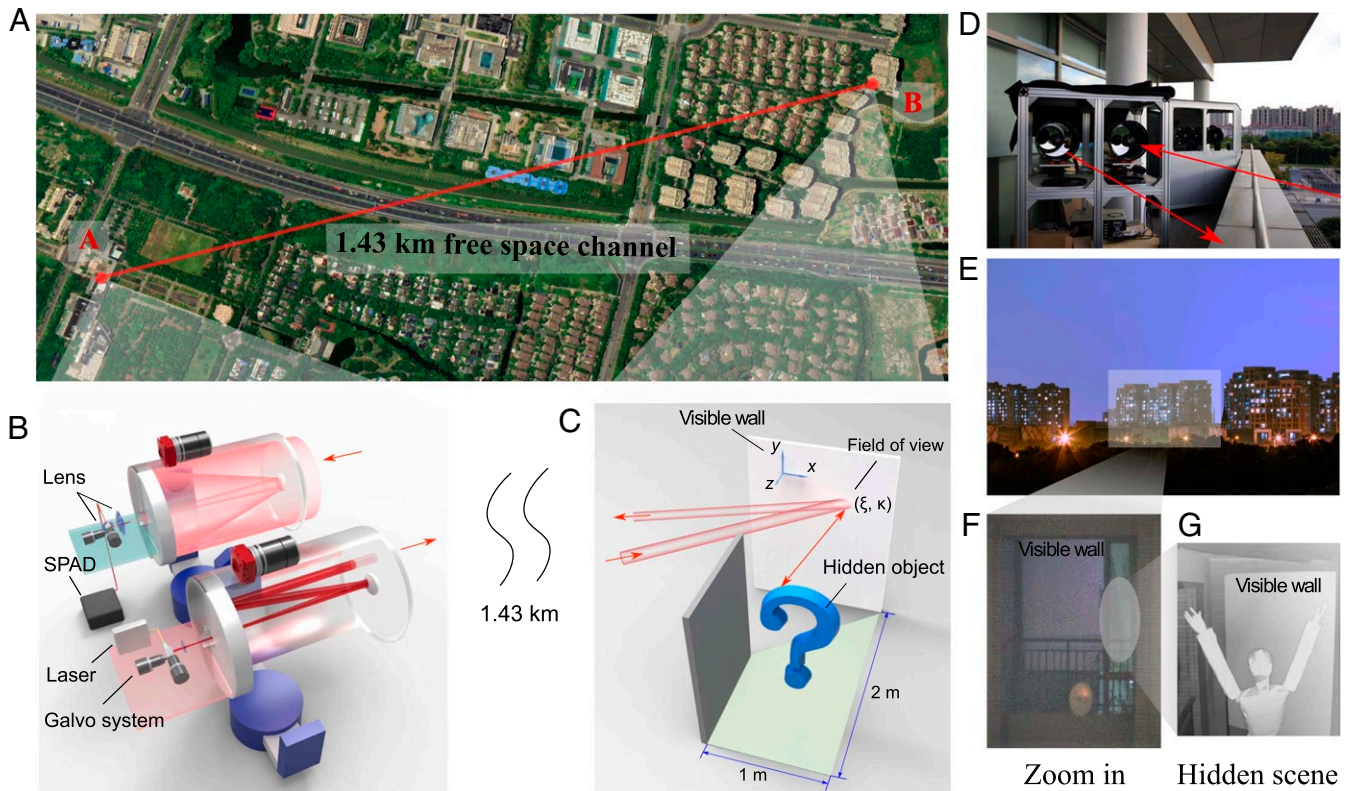 A
A
B
1.43 km free space channel
B
Lens
SPAD
Laser
Galvo system
1.43 km
C
Visible wall
y
x
z
Field of view
(ξ, κ)
Hidden object
2 m
1 m
D
E
F
Visible wall
Zoom in
G
Visible wall
Hidden scene